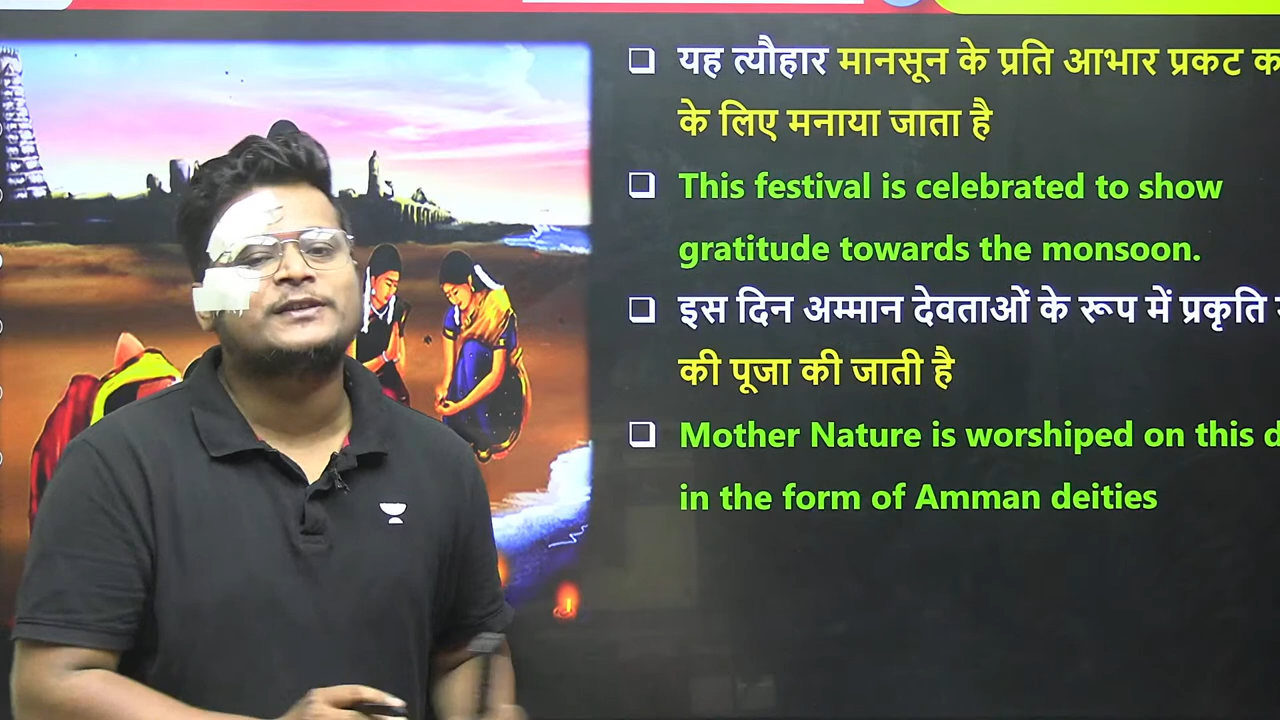 यह त्यौहार मानसून के प्रति आभार प्रकट
के लिए मनाया जाता है
This festival is celebrated to show
gratitude towards the monsoon.
इस दिन अम्मान देवताओं के रूप में प्रकृति
की पूजा की जाती है
Mother Nature is worshiped on this
in the form of Amman deities